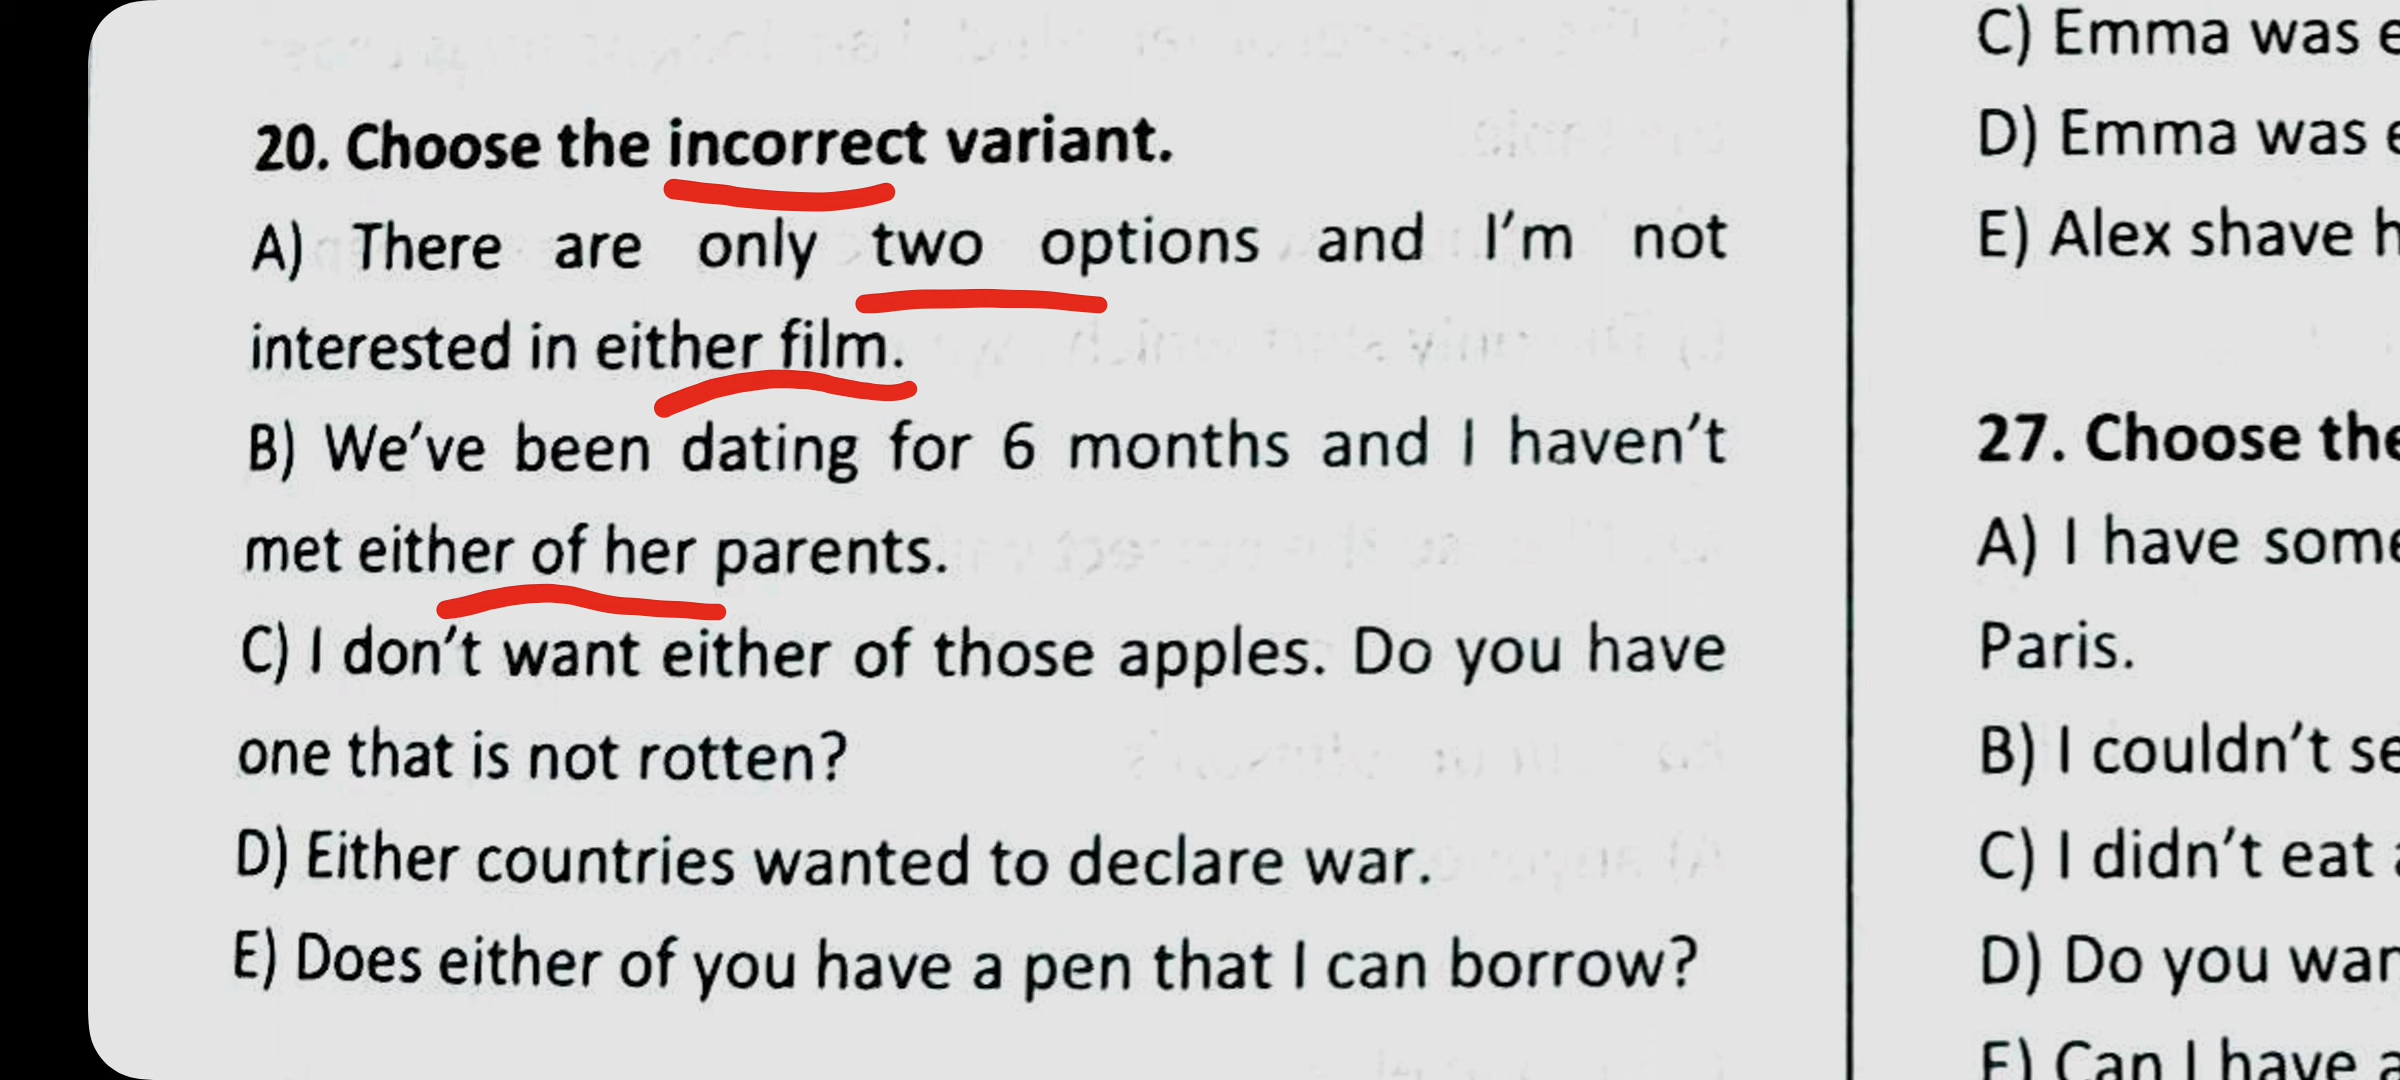 20. Choose the incorrect variant.
A) There are only two options and I'm not
interested in either film.
B) We've been dating for 6 months and I haven't
met either of her parents.
C) I don't want either of those apples. Do you have
one that is not rotten?
D) Either countries wanted to declare war.
E) Does either of you have a pen that I can borrow?
C) Emma was
D) Emma was
E) Alex shave
27. Choose the
A) I have some
Paris.
B) I couldn't
C) I didn't eat
D) Do you
E) Can I have